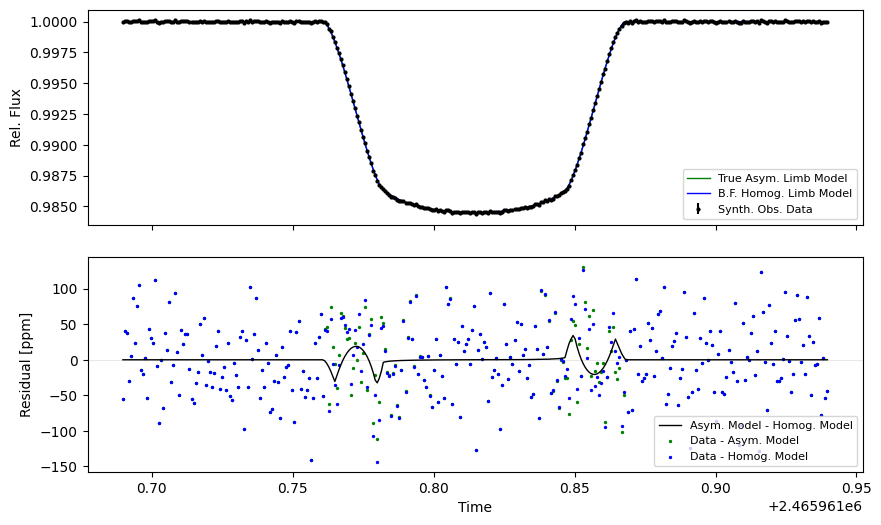 1.0000
0.9975
0.9950
0.9925
0.9900
0.9875
0.9850
Rel. Flux
True Asym. Limb Model
B.F. Homog. Limb Model
Synth. Obs. Data
100
50
0
−50
−100
−150
Residual [ppm]
Asym. Model - Homog. Model
Data - Asym. Model
Data - Homog. Model
0.70
0.75
0.80
0.85
0.90
0.95
Time
+2.465961e6